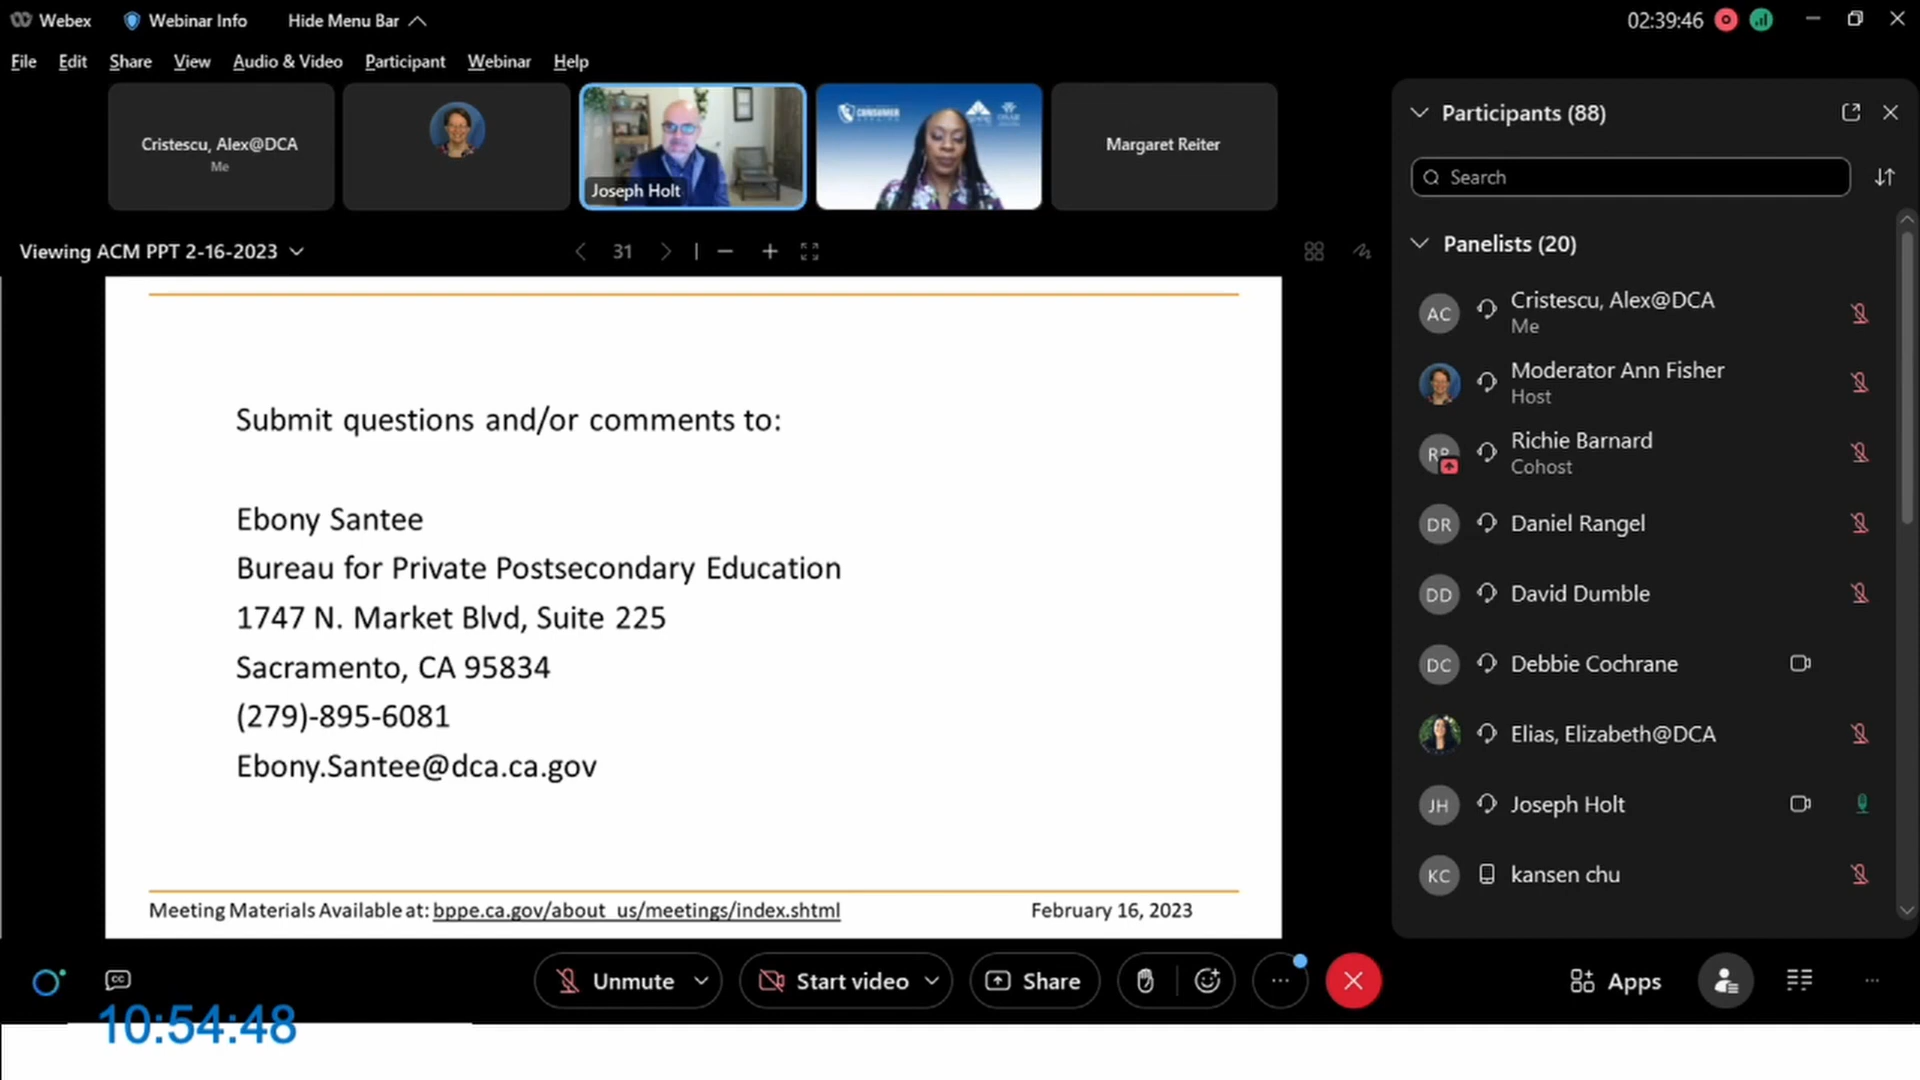 Webex
Webinar Info
Hide Menu Bar
02:39:46
File Edit Share View Audio & Video Participant Webinar Help
Cristescu, Alex@DCA
Me
Joseph Holt
CONSUMER
Margaret Reiter
Viewing ACM PPT 2-16-2023
31
Submit questions and/or comments to:
Ebony Santee
Bureau for Private Postsecondary Education
1747 N. Market Blvd, Suite 225
Sacramento, CA 95834
(279)-895-6081
Ebony.Santee@dca.ca.gov
Meeting Materials Available at: bppe.ca.gov/about_us/meetings/index.shtml
February 16, 2023
Participants (88)
Search
Panelists (20)
AC
Cristescu, Alex@DCA
Me
Moderator Ann Fisher
Host
Richie Barnard
Cohost
DR
Daniel Rangel
DD
David Dumble
DC
Debbie Cochrane
Elias, Elizabeth@DCA
JH
Joseph Holt
KC
kansen chu
CC
Unmute
Start video
Share
Apps
10:54:48